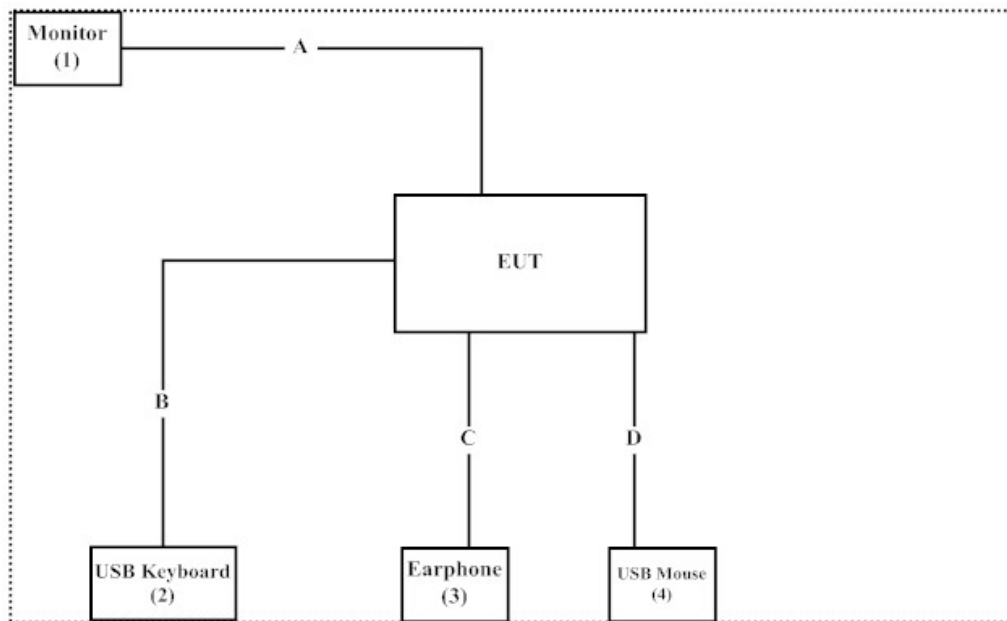 Monitor
(1)
A
EUT
B
C
D
USB Keyboard
(2)
Earphone
(3)
USB Mouse
(4)